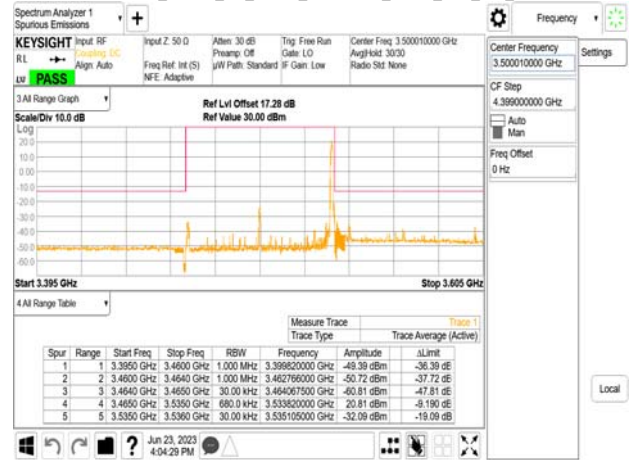 Spectrum Analyzer 1
Spurious Emissions
Frequency
KEYSIGHT
Input: RF
Coupling: DC
Align: Auto
Input Z: 50 Ω
Freq Ref: Int (S)
NFE: Adaptive
Atten: 30 dB
Preamp: Off
µW Path: Standard
Trig: Free Run
Gate: LO
IF Gain: Low
Center Freq: 3.500010000 GHz
Avg|Hold: 30/30
Radio Std: None
RL
PASS
Center Frequency
3.500010000 GHz
Settings
CF Step
4.399000000 GHz
Auto
Man
Freq Offset
0 Hz
Local
3 All Range Graph
Scale/Div 10.0 dB
Ref Lvl Offset 17.28 dB
Ref Value 30.00 dBm
Log
20.0
10.0
0.00
-10.0
-20.0
-30.0
-40.0
-50.0
-60.0
Start 3.395 GHz
Stop 3.605 GHz
4 All Range Table
Measure Trace Trace 1
Trace Type Trace Average (Active)
Spur Range Start Freq Stop Freq RBW Frequency Amplitude ΔLimit
1 1 3.3950 GHz 3.4600 GHz 1.000 MHz 3.399820000 GHz -49.39 dBm -36.39 dB
2 2 3.4600 GHz 3.4640 GHz 1.000 MHz 3.462766000 GHz -50.72 dBm -37.72 dB
3 3 3.4640 GHz 3.4650 GHz 30.00 kHz 3.464067500 GHz -60.81 dBm -47.81 dB
4 4 3.4650 GHz 3.5350 GHz 680.0 kHz 3.533820000 GHz 20.81 dBm -9.190 dB
5 5 3.5350 GHz 3.5360 GHz 30.00 kHz 3.535105000 GHz -32.09 dBm -19.09 dB
Jun 23, 2023
4:04:29 PM